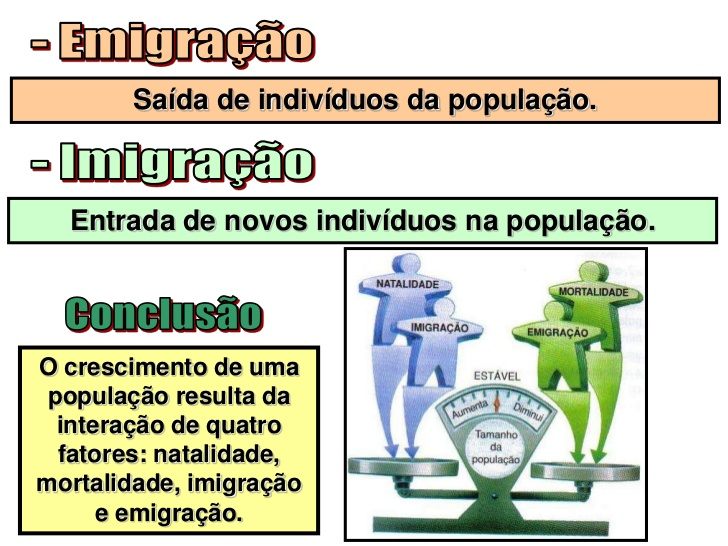 - Emigração
Saída de indivíduos da população.
- Imigração
Entrada de novos indivíduos na população.
Conclusão
O crescimento de uma
população resulta da
interação de quatro
fatores: natalidade,
mortalidade, imigração
e emigração.
NATALIDADE
IMIGRAÇÃO
MORTALIDADE
EMIGRAÇÃO
ESTÁVEL
Aumenta
Diminui
Tamanho
da
população